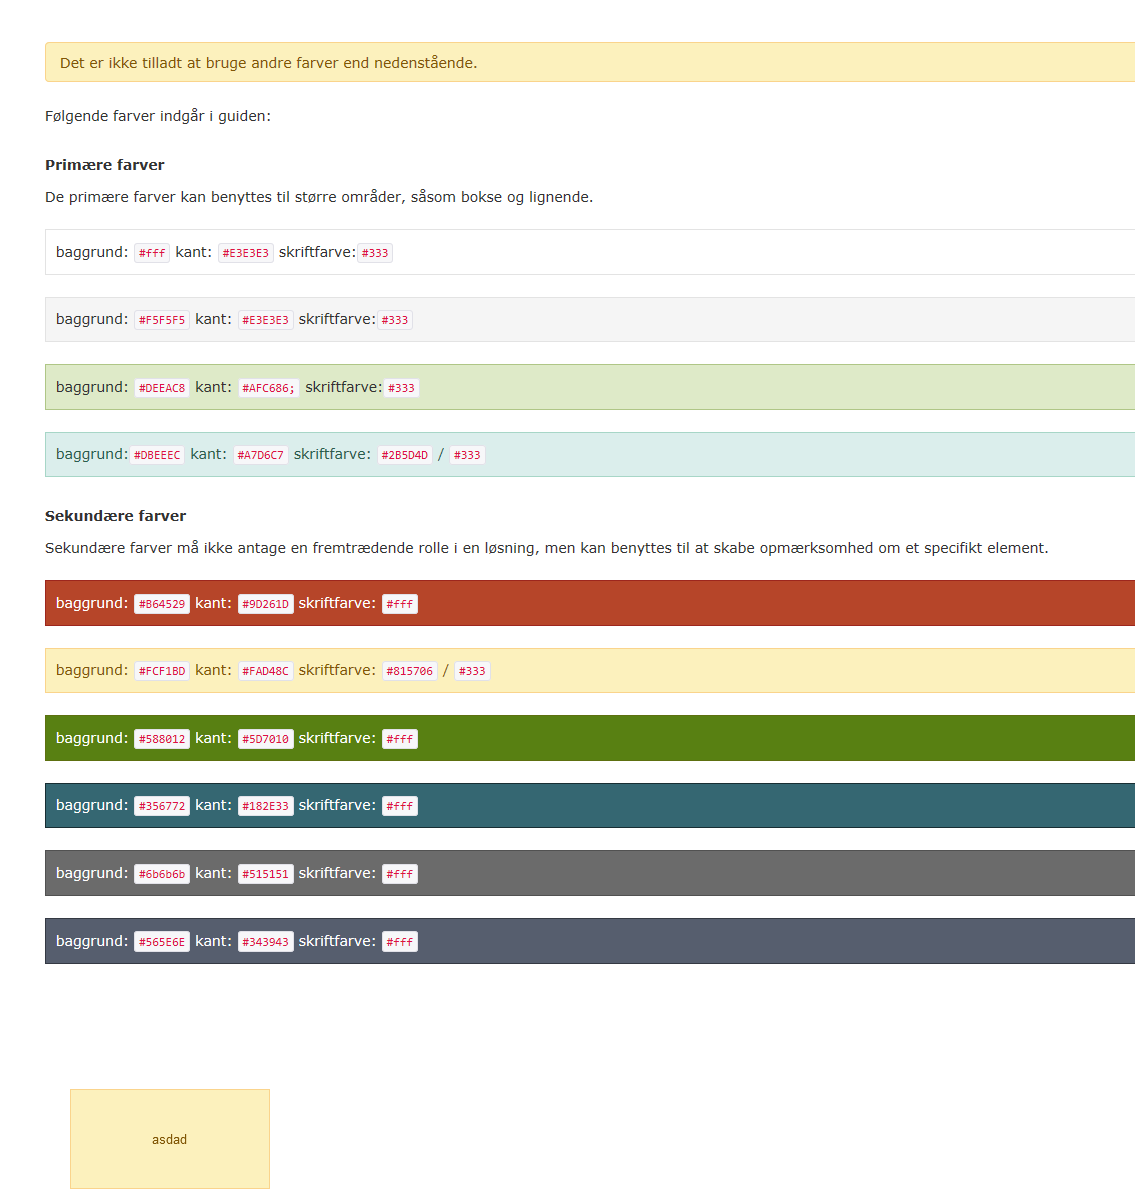 Det er ikke tilladt at bruge andre farver end nedenstående.
Følgende farver indgår i guiden:
Primære farver
De primære farver kan benyttes til større områder, såsom bokse og lignende.
baggrund: #fff kant: #E3E3E3 skriftfarve: #333
baggrund: #F5F5F5 kant: #E3E3E3 skriftfarve: #333
baggrund: #DEEAC8 kant: #AFC686; skriftfarve: #333
baggrund: #DBEEEC kant: #A7D6C7 skriftfarve: #2B5D4D / #333
Sekundære farver
Sekundære farver må ikke antage en fremtrædende rolle i en løsning, men kan benyttes til at skabe opmærksomhed om et specifikt element.
baggrund: #B64529 kant: #9D261D skriftfarve: #fff
baggrund: #FCF1BD kant: #FAD48C skriftfarve: #815706 / #333
baggrund: #588012 kant: #5D7010 skriftfarve: #fff
baggrund: #356772 kant: #182E33 skriftfarve: #fff
baggrund: #6b6b6b kant: #515151 skriftfarve: #fff
baggrund: #565E6E kant: #343943 skriftfarve: #fff
asdad